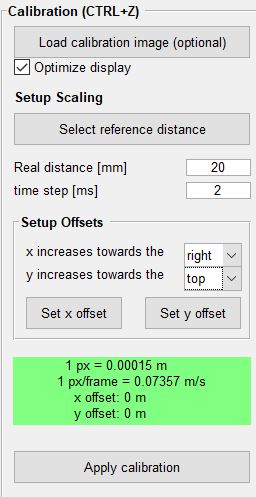 Calibration (CTRL+Z)
Load calibration image (optional)
Optimize display
Setup Scaling
Select reference distance
Real distance [mm] 20
time step [ms] 2
Setup Offsets
x increases towards the right
y increases towards the top
Set x offset Set y offset
1 px = 0.00015 m
1 px/frame = 0.07357 m/s
x offset: 0 m
y offset: 0 m
Apply calibration